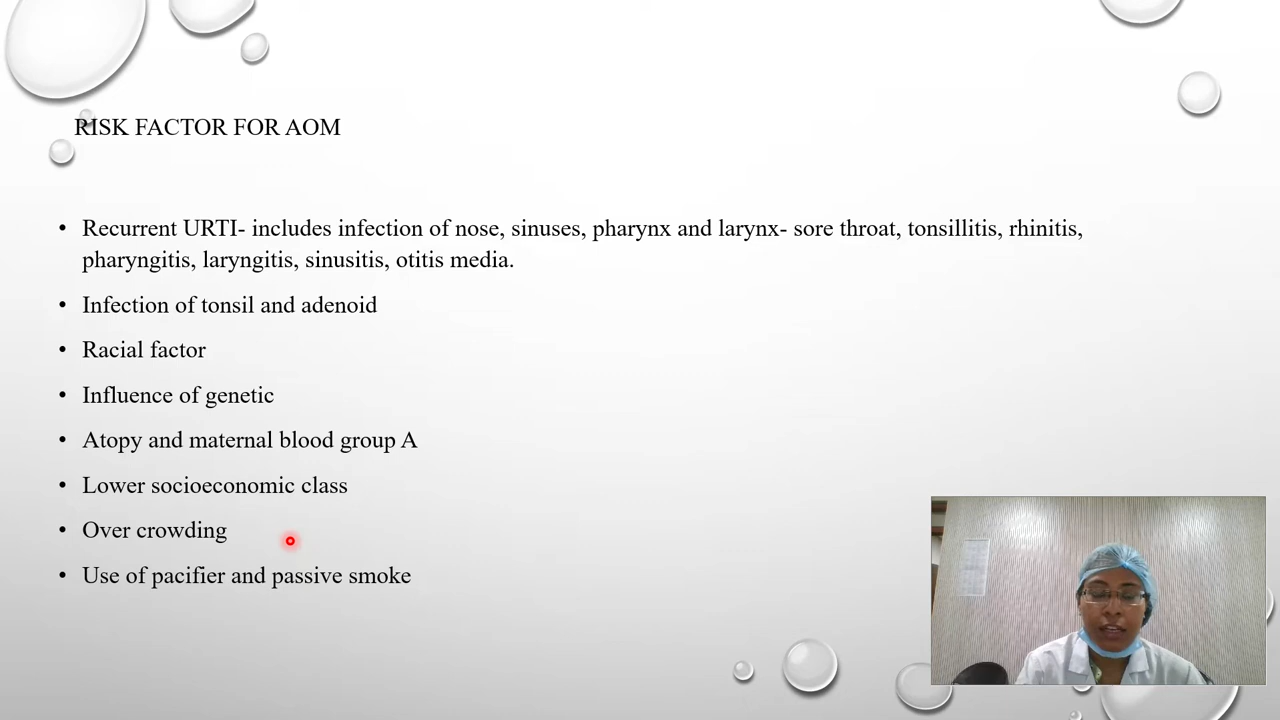 RISK FACTOR FOR AOM
• Recurrent URTI- includes infection of nose, sinuses, pharynx and larynx- sore throat, tonsillitis, rhinitis,
pharyngitis, laryngitis, sinusitis, otitis media.
• Infection of tonsil and adenoid
• Racial factor
• Influence of genetic
• Atopy and maternal blood group A
• Lower socioeconomic class
• Over crowding
• Use of pacifier and passive smoke